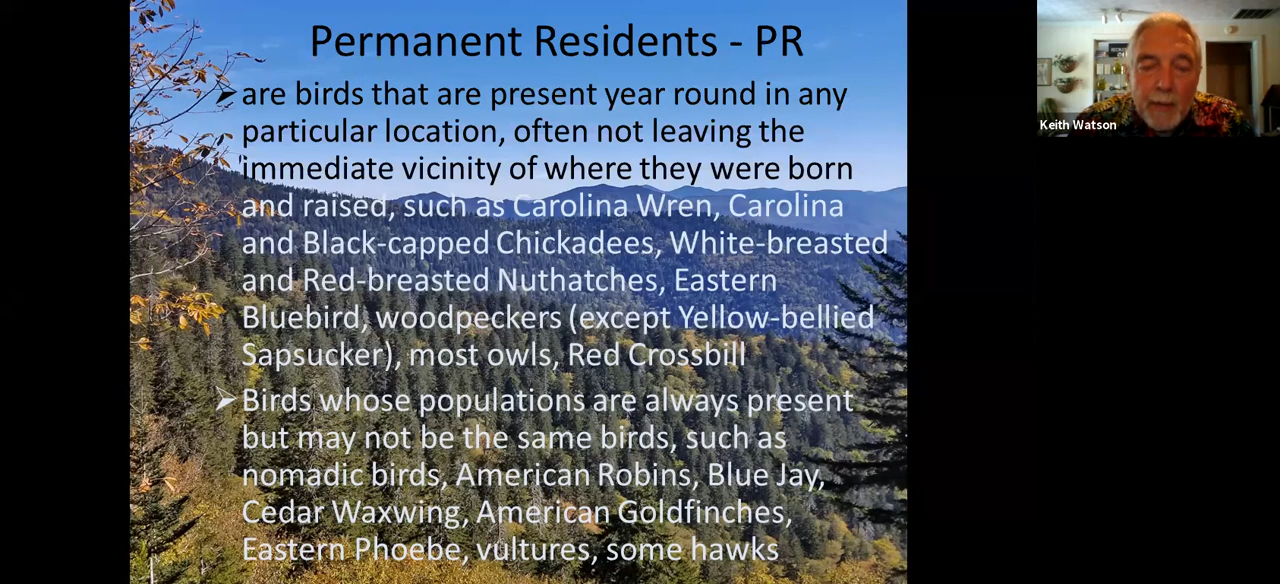 Permanent Residents - PR
➤are birds that are present year round in any
particular location, often not leaving the
immediate vicinity of where they were born
and raised, such as Carolina Wren, Carolina
and Black-capped Chickadees, White-breasted
and Red-breasted Nuthatches, Eastern
Bluebird, woodpeckers (except Yellow-bellied
Sapsucker), most owls, Red Crossbill
➤Birds whose populations are always present
but may not be the same birds, such as
nomadic birds, American Robins, Blue Jay,
Cedar Waxwing, American Goldfinches,
Eastern Phoebe, vultures, some hawks
Keith Watson